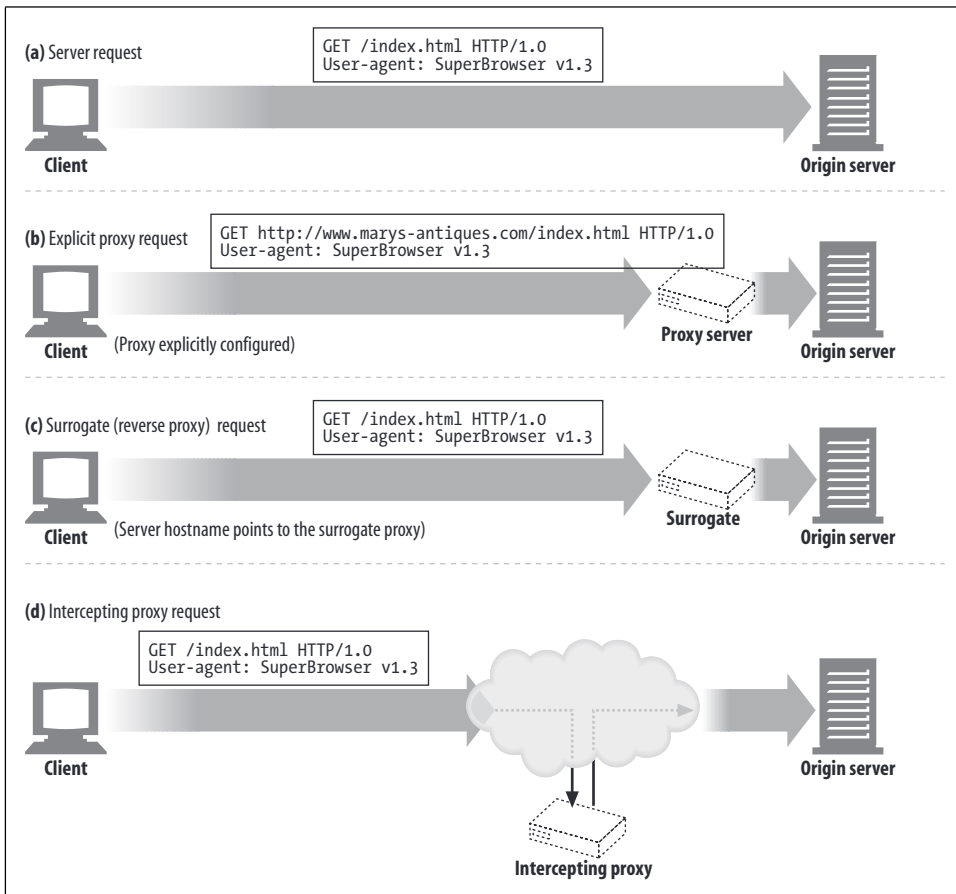 (a) Server request
GET /index.html HTTP/1.0
User-agent: SuperBrowser v1.3
Client
Origin server
(b) Explicit proxy request
GET http://www.marys-antiques.com/index.html HTTP/1.0
User-agent: SuperBrowser v1.3
Proxy server
Client
(Proxy explicitly configured)
Origin server
(c) Surrogate (reverse proxy) request
GET /index.html HTTP/1.0
User-agent: SuperBrowser v1.3
Surrogate
Client
(Server hostname points to the surrogate proxy)
Origin server
(d) Intercepting proxy request
GET /index.html HTTP/1.0
User-agent: SuperBrowser v1.3
Client
Origin server
Intercepting proxy